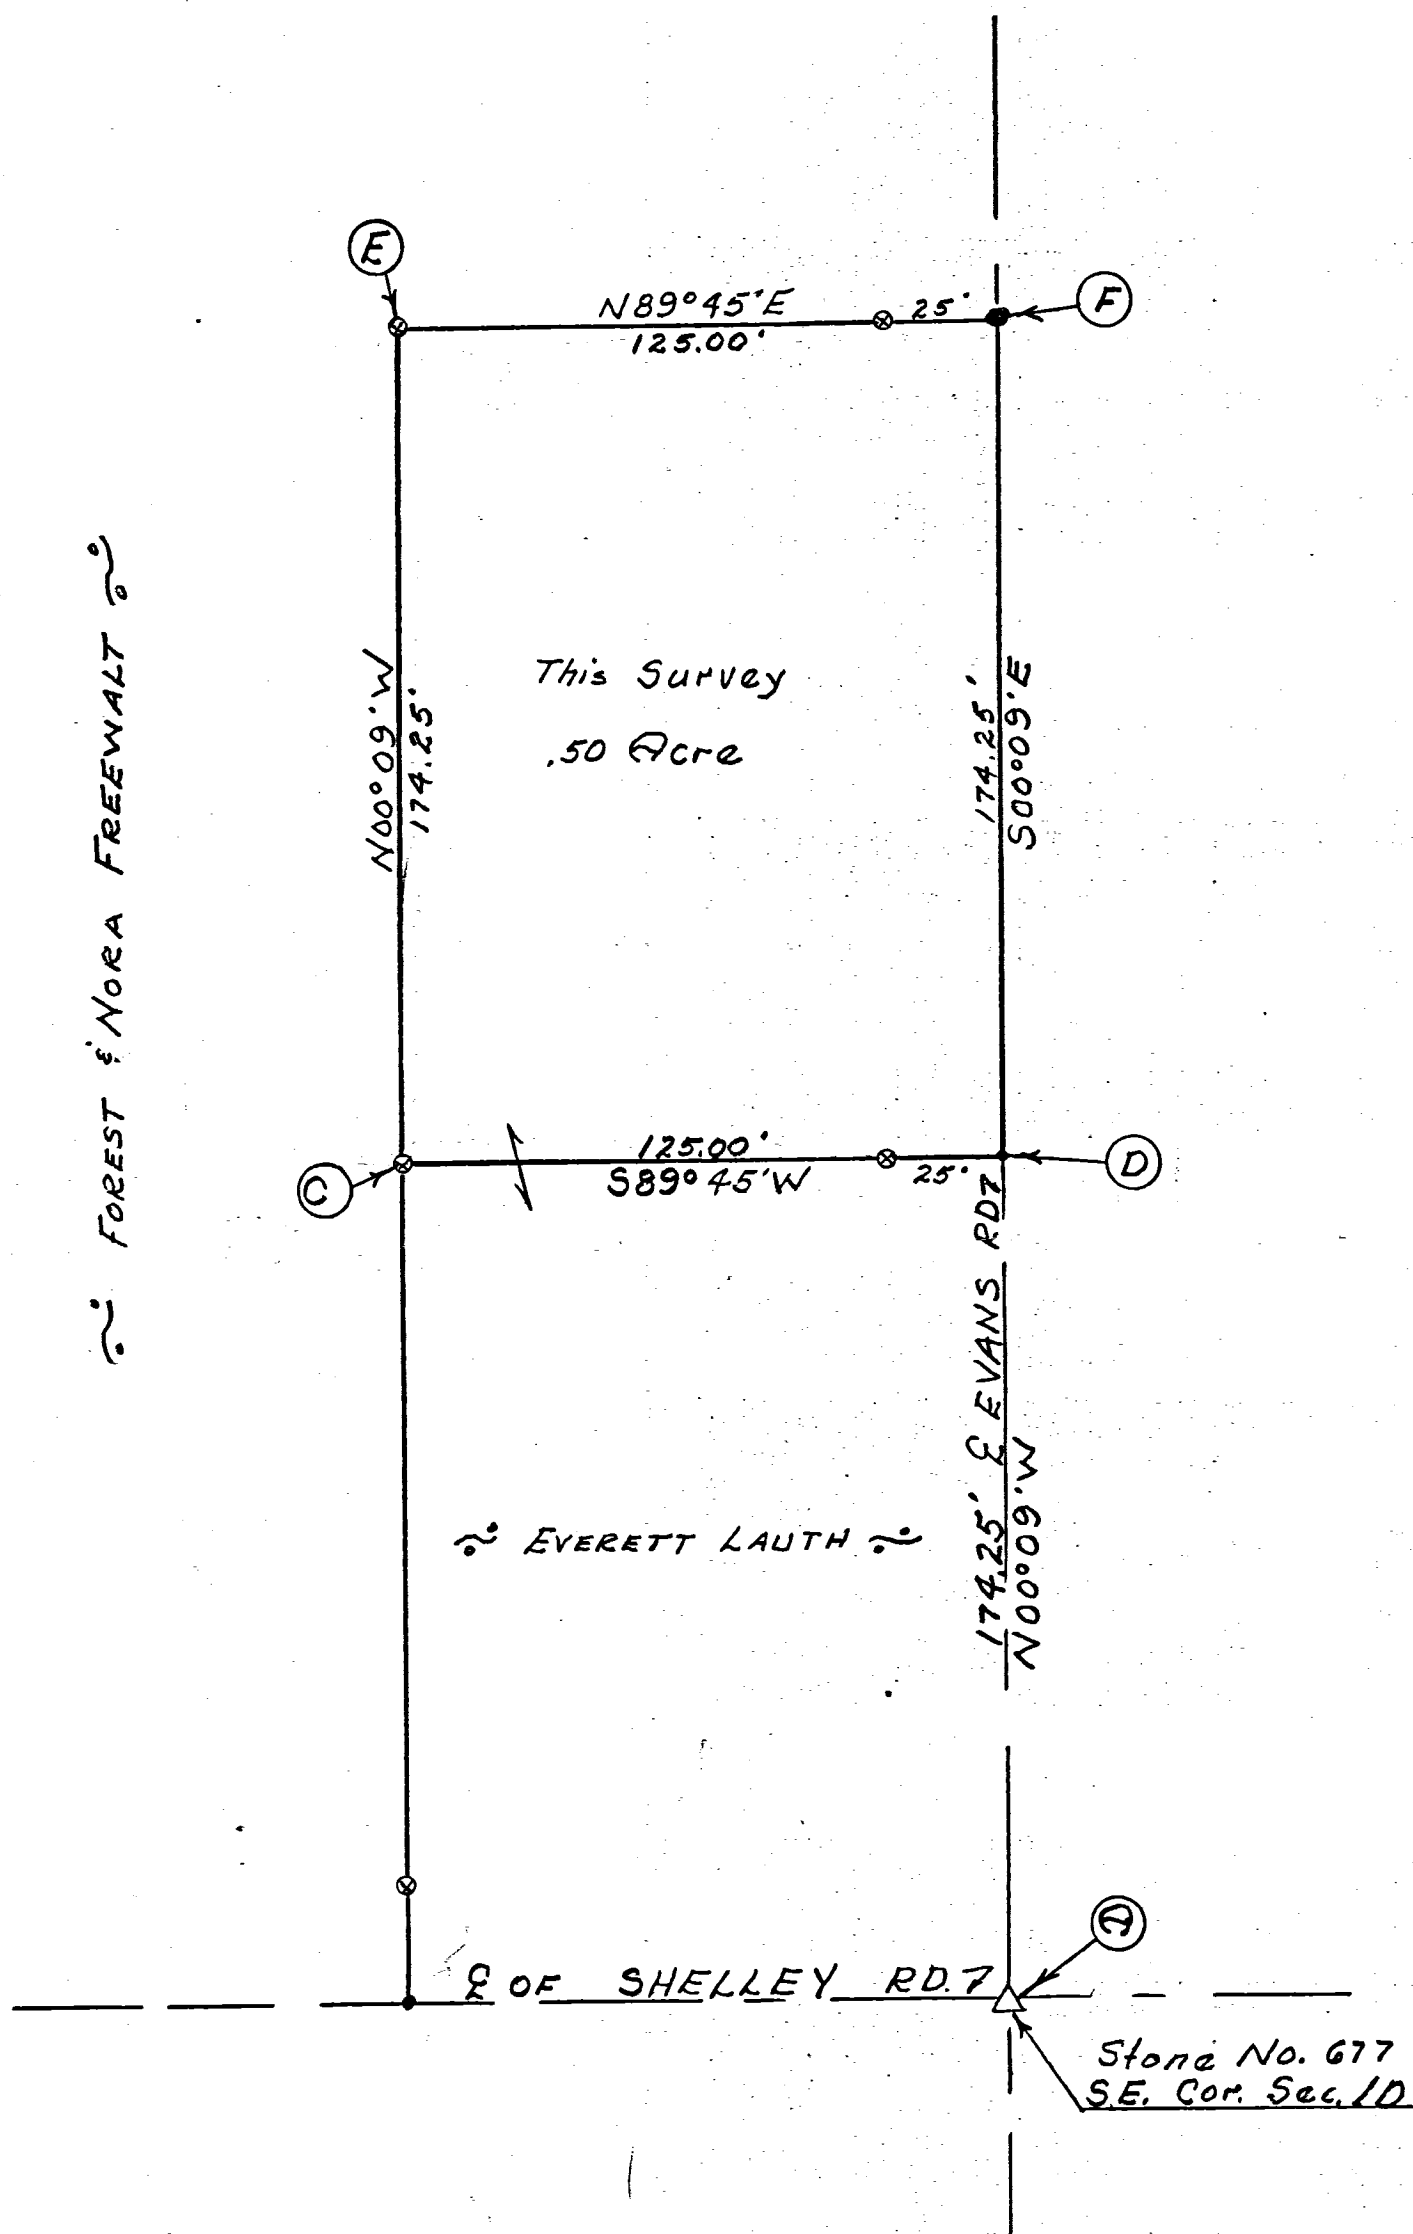 E
N89°45'E
25'
F
125.00'
N00°09'W
174.25'
This Survey
.50 Acre
174.25'
S00°09'E
FOREST & NORA FREEWALT
125.00'
S89°45'W
25'
C
D
174.25' ℄ EVANS RD7
N00°09'W
EVERETT LAUTH
A
℄ OF SHELLEY RD.7
Stone No. 677
S.E. Cor. Sec. 10